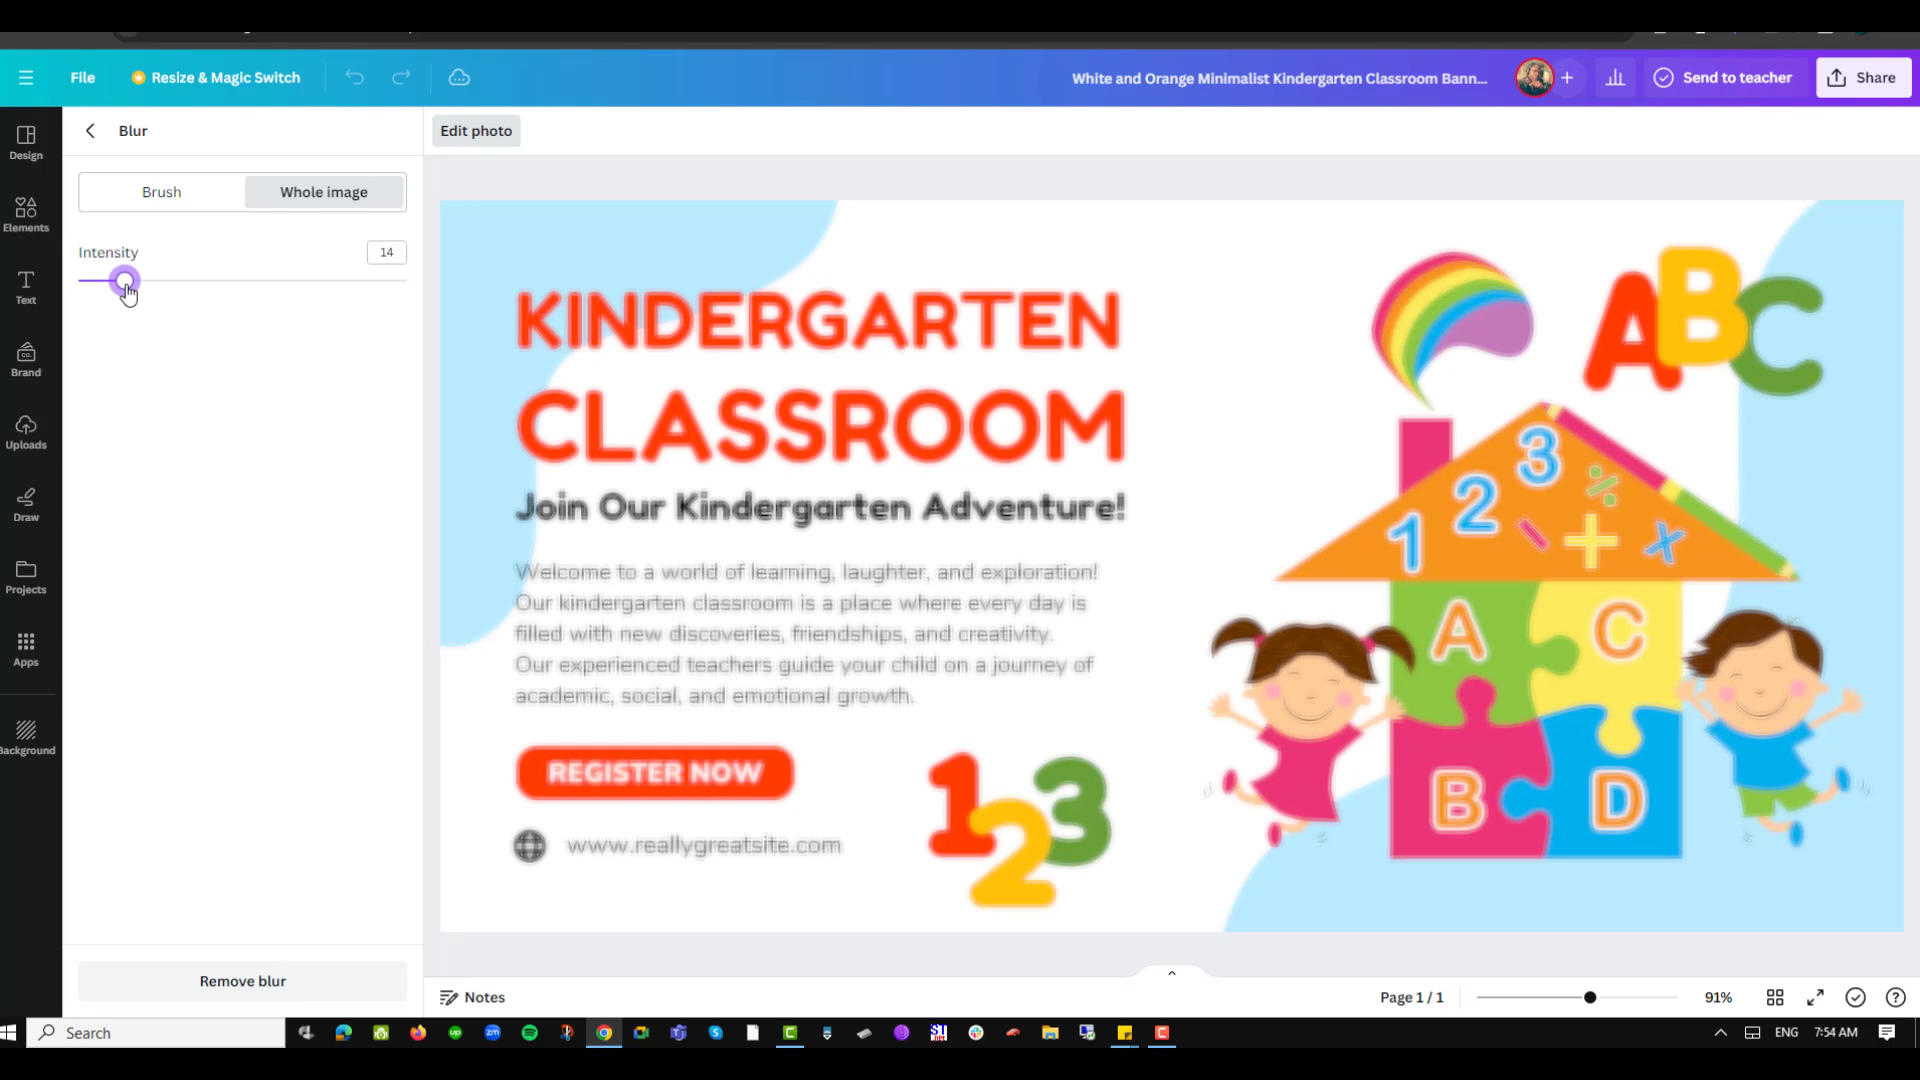 File
Resize & Magic Switch
White and Orange Minimalist Kindergarten Classroom Bann...
Send to teacher
Share
Design
Elements
Text
Brand
Uploads
Draw
Projects
Apps
Background
Blur
Brush
Whole image
Intensity
14
Remove blur
Edit photo
KINDERGARTEN
CLASSROOM
Join Our Kindergarten Adventure!
Welcome to a world of learning, laughter, and exploration!
Our kindergarten classroom is a place where every day is
filled with new discoveries, friendships, and creativity.
Our experienced teachers guide your child on a journey of
academic, social, and emotional growth.
REGISTER NOW
www.reallygreatsite.com
1 2 3
ABC
1 2 3 % + x
A C
B D
Notes
Page 1 / 1
91%
Search
ENG
7:54 AM